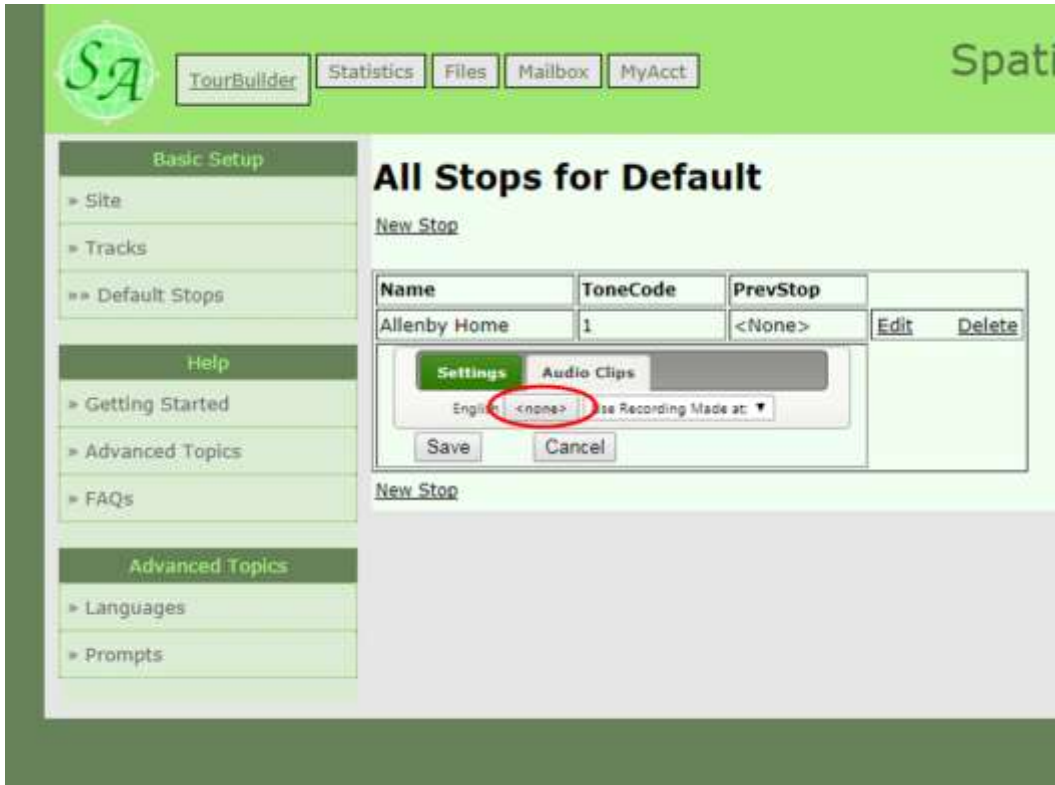 SA TourBuilder Statistics Files Mailbox MyAcct Spati
Basic Setup
» Site
» Tracks
»» Default Stops
Help
» Getting Started
» Advanced Topics
» FAQs
Advanced Topics
» Languages
» Prompts
All Stops for Default
New Stop
Name ToneCode PrevStop
Allenby Home 1 <None> Edit Delete
Settings Audio Clips
English <none> Use Recording Made at: ▼
Save Cancel
New Stop